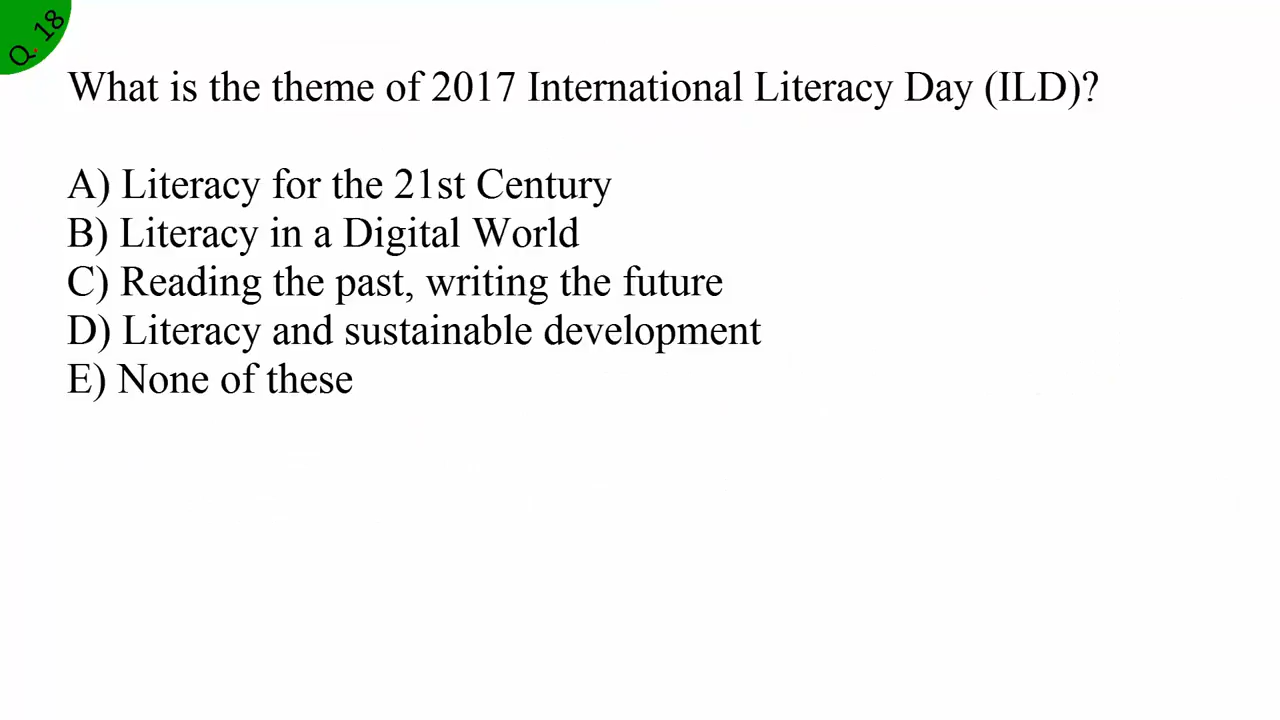 Q. 18
What is the theme of 2017 International Literacy Day (ILD)?
A) Literacy for the 21st Century
B) Literacy in a Digital World
C) Reading the past, writing the future
D) Literacy and sustainable development
E) None of these